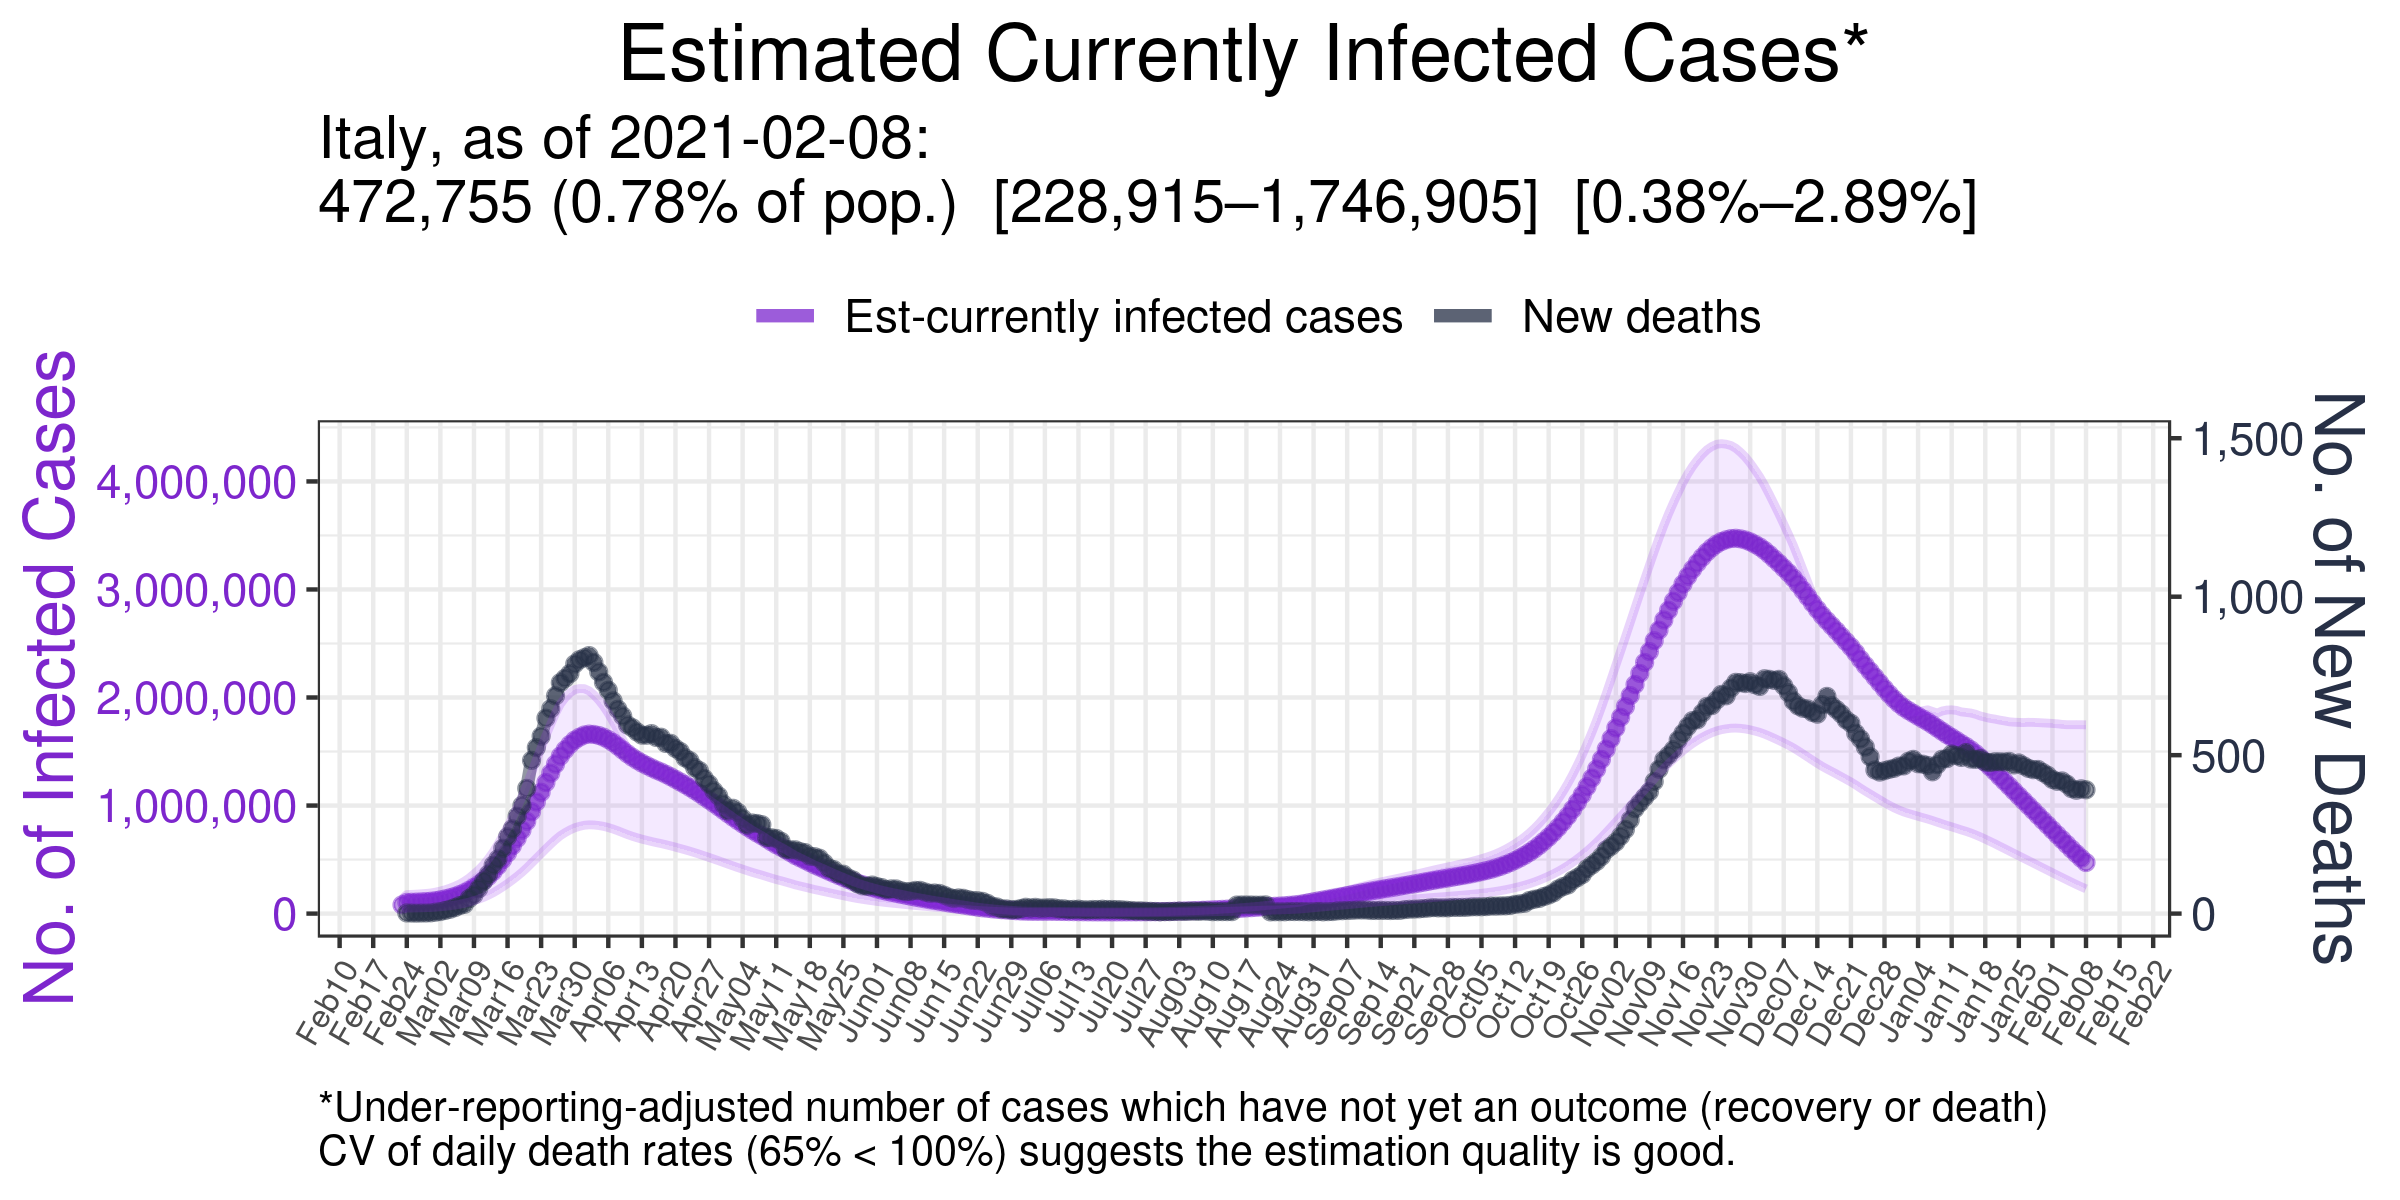 Estimated Currently Infected Cases*
Italy, as of 2021-02-08:
472,755 (0.78% of pop.) [228,915–1,746,905] [0.38%–2.89%]
Est-currently infected cases New deaths
No. of Infected Cases
4,000,000
3,000,000
2,000,000
1,000,000
0
1,500
1,000
500
0
No. of New Deaths
Feb10 Feb17 Feb24 Mar02 Mar09 Mar16 Mar23 Mar30 Apr06 Apr13 Apr20 Apr27 May04 May11 May18 May25 Jun01 Jun08 Jun15 Jun22 Jun29 Jul06 Jul13 Jul20 Jul27 Aug03 Aug10 Aug17 Aug24 Aug31 Sep07 Sep14 Sep21 Sep28 Oct05 Oct12 Oct19 Oct26 Nov02 Nov09 Nov16 Nov23 Nov30 Dec07 Dec14 Dec21 Dec28 Jan04 Jan11 Jan18 Jan25 Feb01 Feb08 Feb15 Feb22
*Under-reporting-adjusted number of cases which have not yet an outcome (recovery or death)
CV of daily death rates (65% < 100%) suggests the estimation quality is good.